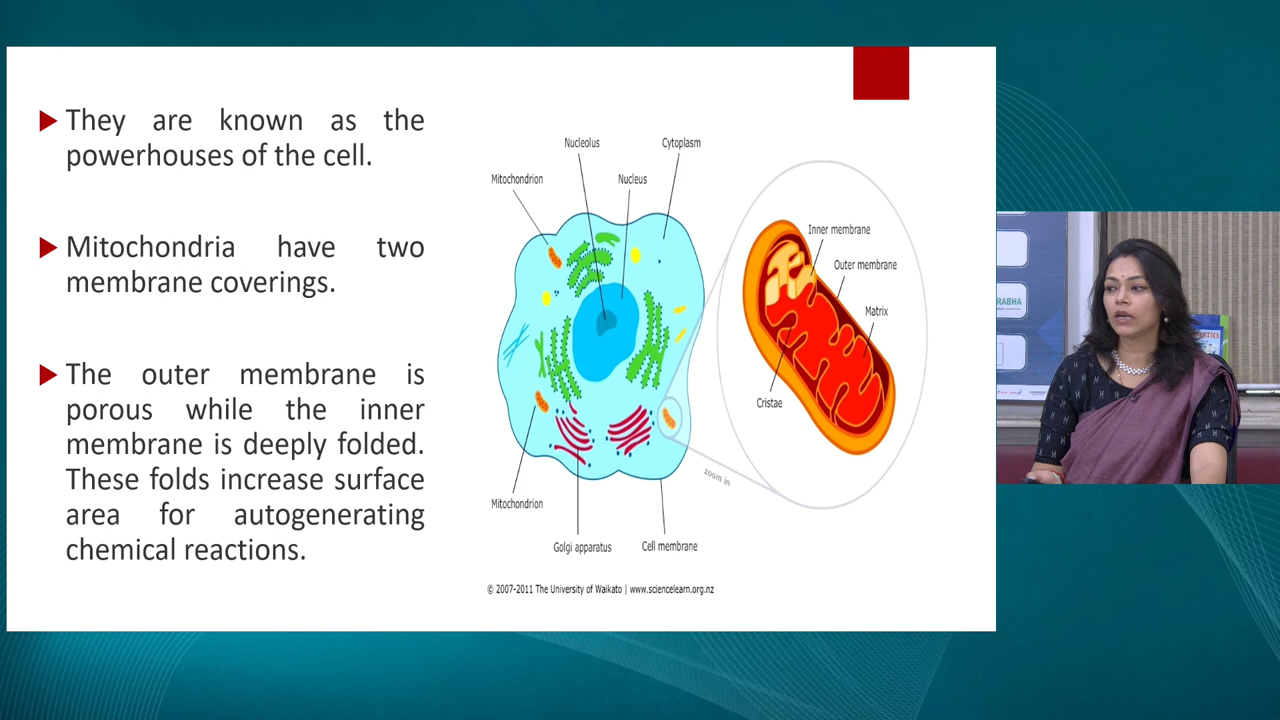 They are known as the
powerhouses of the cell.
Mitochondria have two
membrane coverings.
The outer membrane is
porous while the inner
membrane is deeply folded.
These folds increase surface
area for autogenerating
chemical reactions.
Nucleolus
Cytoplasm
Mitochondrion
Nucleus
Inner membrane
Outer membrane
Matrix
Cristae
zoom in
Mitochondrion
Golgi apparatus
Cell membrane
© 2007-2011 The University of Waikato | www.sciencelearn.org.nz
RABHA